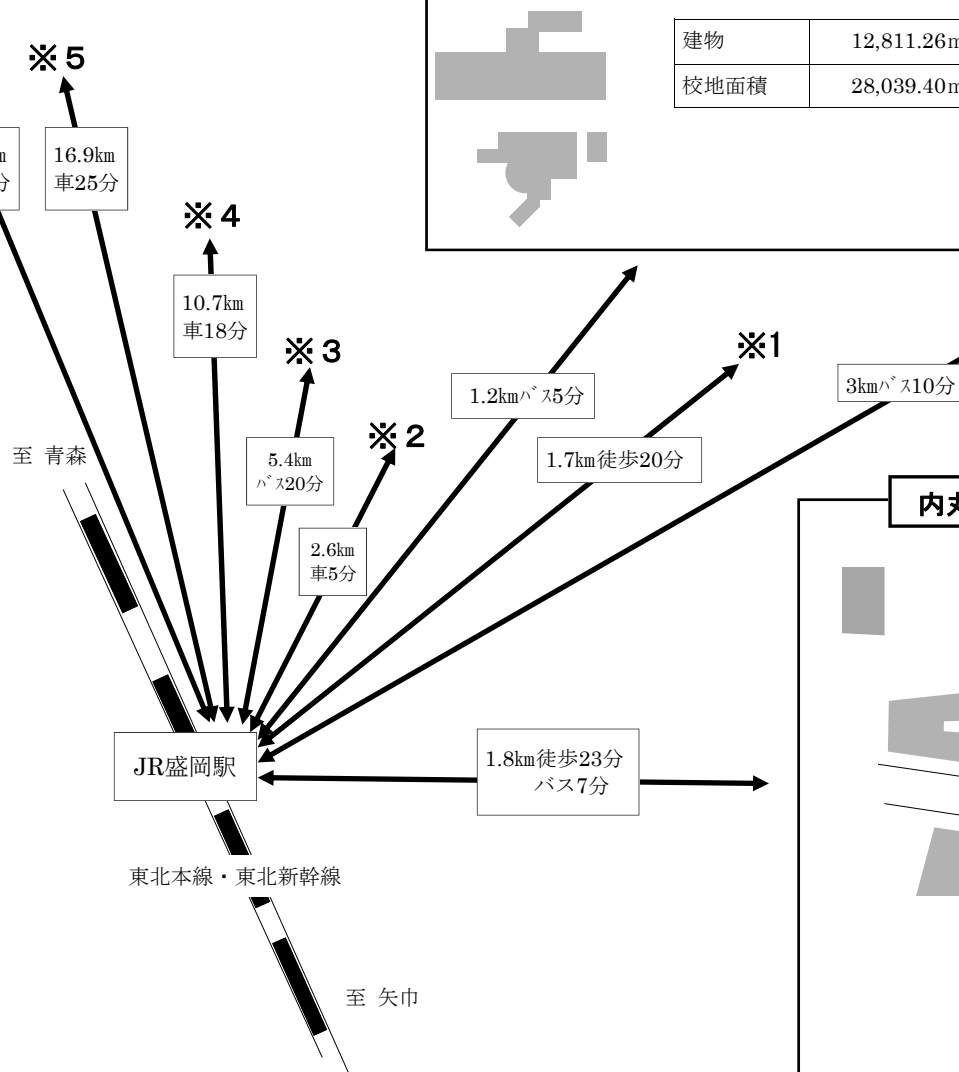 建物 12,811.26㎡
校地面積 28,039.40㎡
※5
16.9㎞
車25分
※4
10.7㎞
車18分
※3
5.4㎞
ﾊﾞｽ20分
※2
2.6㎞
車5分
1.2㎞ﾊﾞｽ5分
※1
1.7㎞徒歩20分
3㎞ﾊﾞｽ10分
至 青森
内丸
JR盛岡駅
1.8㎞徒歩23分
バス7分
東北本線・東北新幹線
至 矢巾